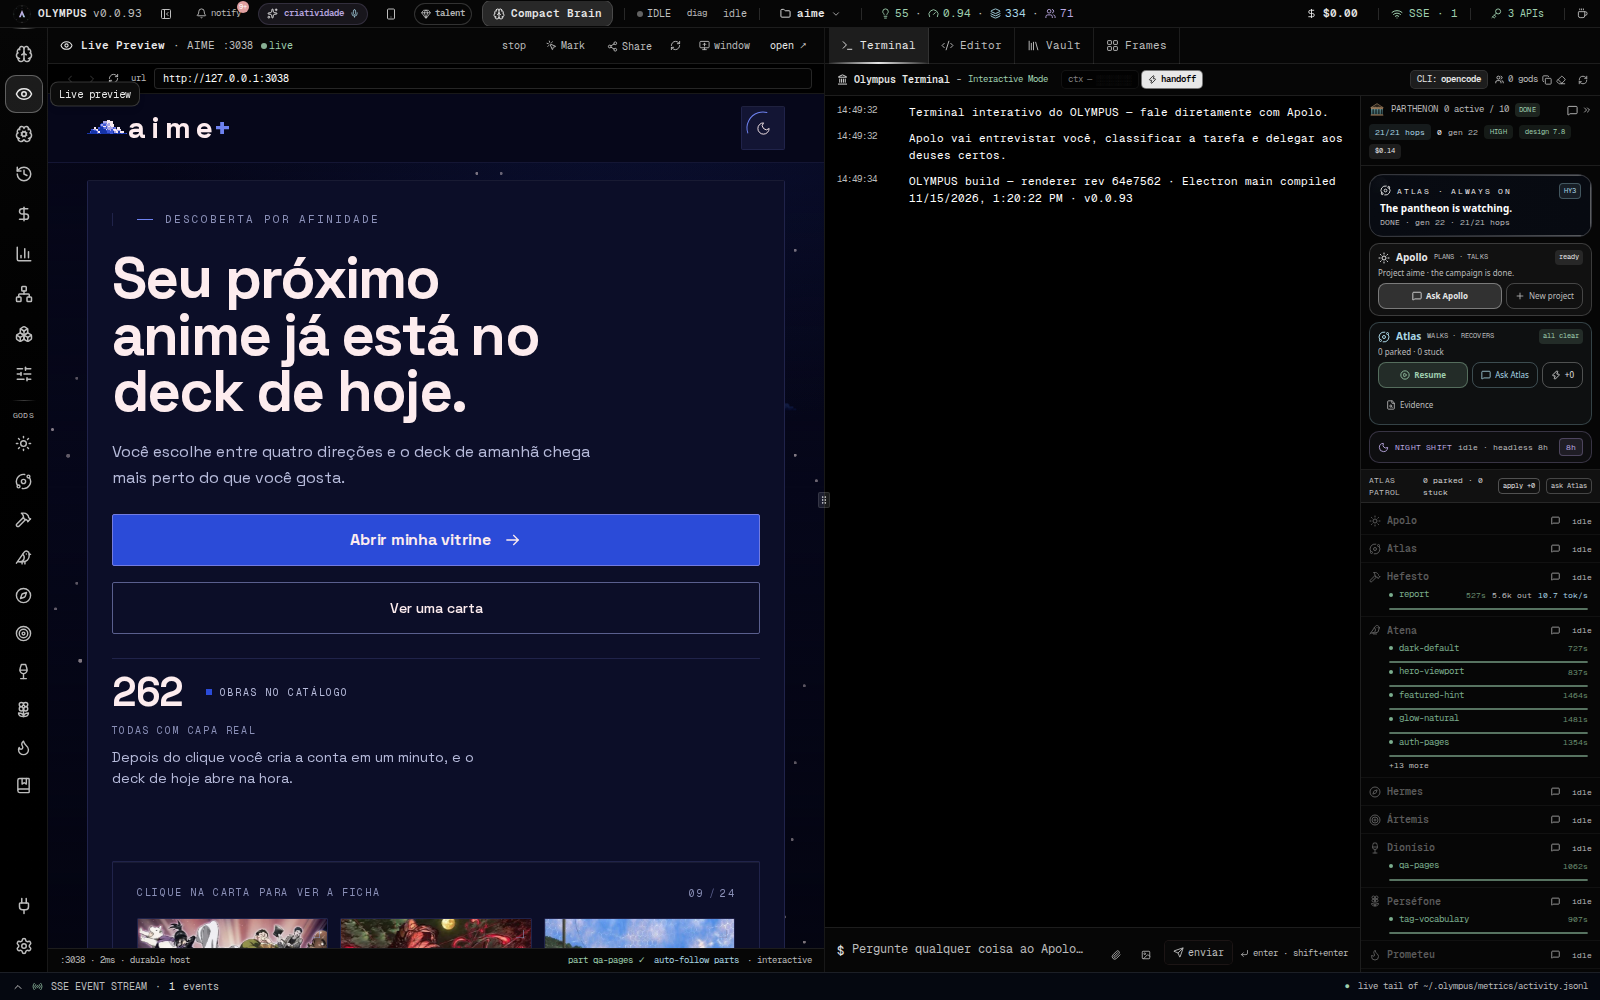 OLYMPUS v0.0.93
notif
9+
criatividade
talent
Compact Brain
IDLE
diag
idle
aime
55 · 0.94 · 334 · 71
$0.00
SSE · 1
3 APIs
Live Preview · AIME :3038 live
stop
Mark
Share
window
open ↗
url
http://127.0.0.1:3038
Live preview
GODS
aime+
DESCOBERTA POR AFINIDADE
Seu próximo
anime já está no
deck de hoje.
Você escolhe entre quatro direções e o deck de amanhã chega
mais perto do que você gosta.
Abrir minha vitrine →
Ver uma carta
262
OBRAS NO CATÁLOGO
TODAS COM CAPA REAL
Depois do clique você cria a conta em um minuto, e o
deck de hoje abre na hora.
CLIQUE NA CARTA PARA VER A FICHA
09 / 24
:3038 · 2ms · durable host
part qa-pages ✓ auto-follow parts · interactive
Terminal
Editor
Vault
Frames
Olympus Terminal – Interactive Mode
ctx —
handoff
CLI: opencode
0 gods
14:49:32
Terminal interativo do OLYMPUS — fale diretamente com Apolo.
14:49:32
Apolo vai entrevistar você, classificar a tarefa e delegar aos
deuses certos.
14:49:34
OLYMPUS build — renderer rev 64e7562 · Electron main compiled
11/15/2026, 1:20:22 PM · v0.0.93
$ Pergunte qualquer coisa ao Apolo…
enviar
enter · shift+enter
PARTHENON 0 active / 10 DONE
21/21 hops 0 gen 22 HIGH design 7.8
$0.14
ATLAS · ALWAYS ON
HY3
The pantheon is watching.
DONE · gen 22 · 21/21 hops
Apollo PLANS · TALKS ready
Project aime · the campaign is done.
Ask Apollo
New project
Atlas WALKS · RECOVERS all clear
0 parked · 0 stuck
Resume
Ask Atlas
+0
Evidence
NIGHT SHIFT idle · headless 8h 8h
ATLAS
PATROL
0 parked · 0
stuck
apply +0
ask Atlas
Apolo idle
Atlas idle
Hefesto idle
report 527s 5.6k out 10.7 tok/s
Atena idle
dark-default 727s
hero-viewport 837s
featured-hint 1464s
glow-natural 1481s
auth-pages 1354s
+13 more
Hermes idle
Ártemis idle
Dionísio idle
qa-pages 1062s
Perséfone idle
tag-vocabulary 907s
Prometeu idle
SSE EVENT STREAM · 1 events
live tail of ~/.olympus/metrics/activity.jsonl